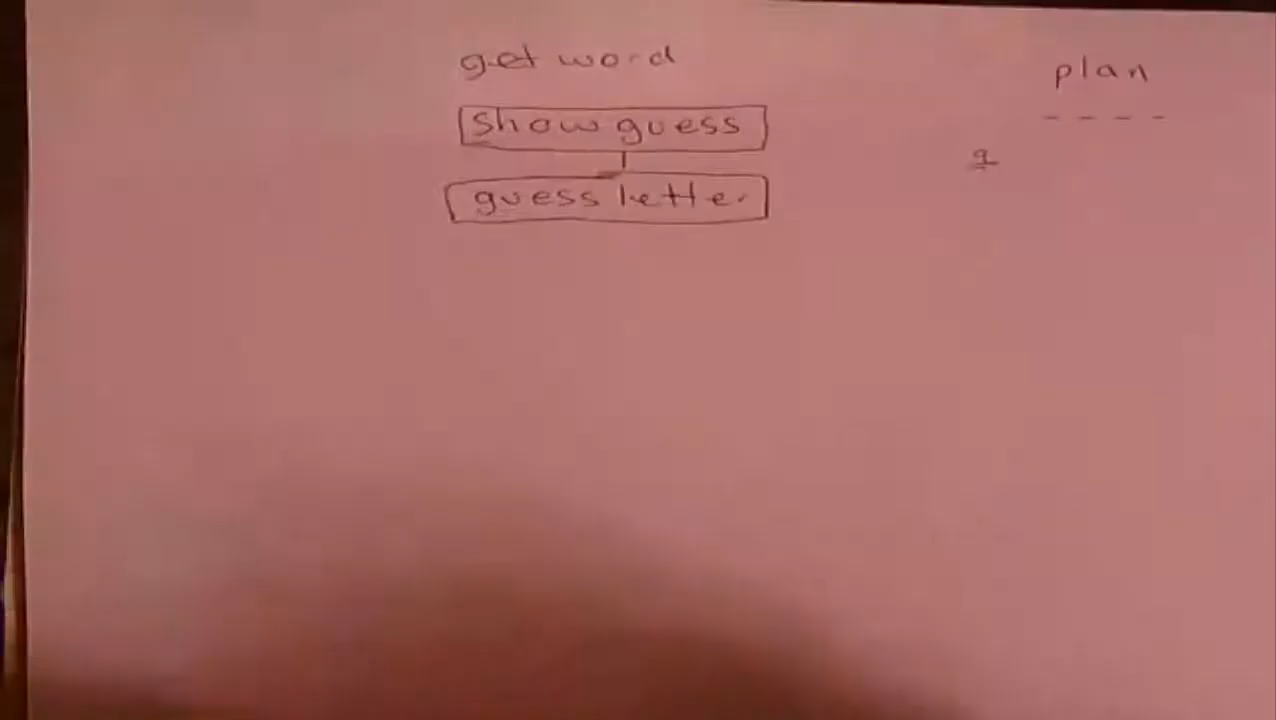 get word
show guess
guess letter
plan
- - - -
a